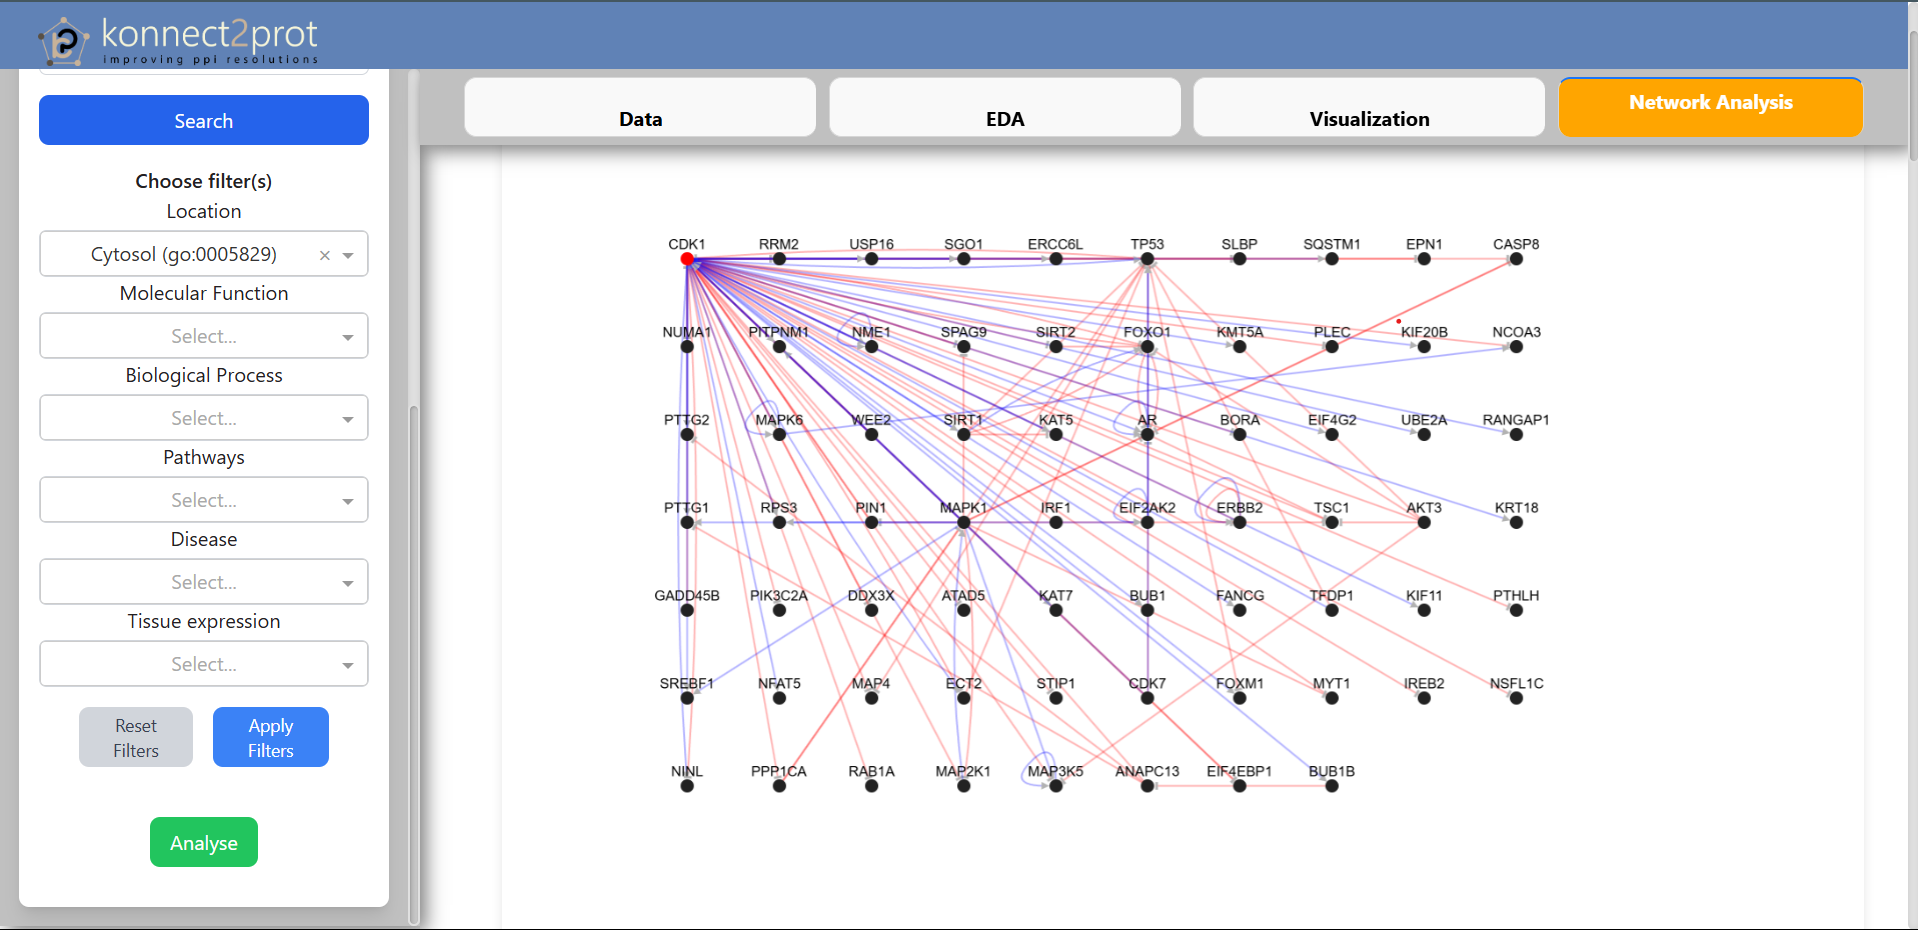 konnect2prot
improving ppi resolutions
Data
EDA
Visualization
Network Analysis
Search
Choose filter(s)
Location
Cytosol (go:0005829)
Molecular Function
Select...
Biological Process
Select...
Pathways
Select...
Disease
Select...
Tissue expression
Select...
Reset
Filters
Apply
Filters
Analyse
CDK1 RRM2 USP16 SGO1 ERCC6L TP53 SLBP SQSTM1 EPN1 CASP8
NUMA1 PITPNM1 NME1 SPAG9 SIRT2 FOXO1 KMT5A PLEC KIF20B NCOA3
PTTG2 MAPK6 WEE2 SIRT1 KAT5 AR BORA EIF4G2 UBE2A RANGAP1
PTTG1 RPS3 PIN1 MAPK1 IRF1 EIF2AK2 ERBB2 TSC1 AKT3 KRT18
GADD45B PIK3C2A DDX3X ATAD5 KAT7 BUB1 FANCG TFDP1 KIF11 PTHLH
SREBF1 NFAT5 MAP4 ECT2 STIP1 CDK7 FOXM1 MYT1 IREB2 NSFL1C
NINL PPP1CA RAB1A MAP2K1 MAP3K5 ANAPC13 EIF4EBP1 BUB1B